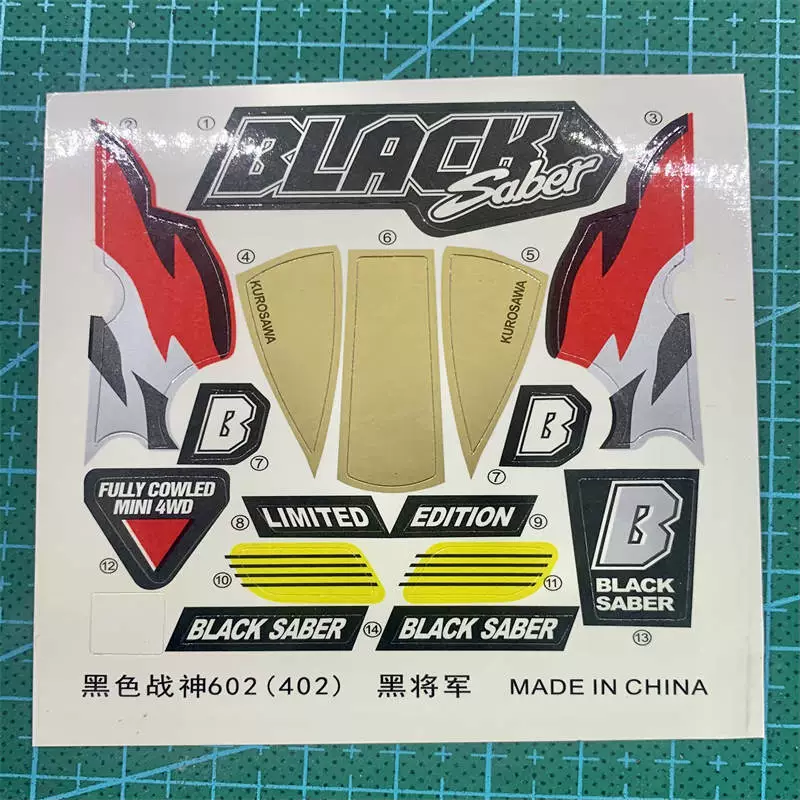 ① BLACK
Saber
②
③
④
KUROSAWA
⑥
⑤
KUROSAWA
B
⑦
⑦
B
FULLY COWLED
MINI 4WD
⑫
⑧ LIMITED
EDITION ⑨
⑩
⑪
B
BLACK
SABER
⑬
BLACK SABER
⑭
BLACK SABER
黑色战神602(402) 黑将军 MADE IN CHINA